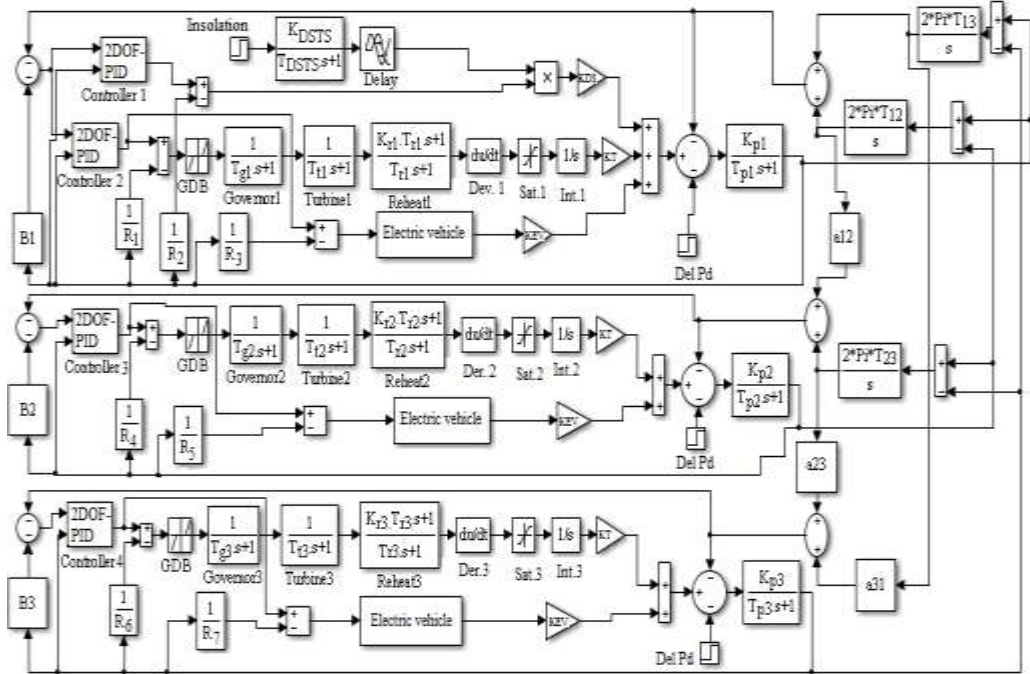 Insolation
K_DSTS
T_DSTS.s+1
Delay
2DOF-
PID
Controller 1
×
KD1
2*Pi*T13
s
2*Pi*T12
s
2DOF-
PID
Controller 2
GDB
1
Tg1.s+1
Governor1
1
Tt1.s+1
Turbine1
Kr1.Tr1.s+1
Tr1.s+1
Reheat1
du/dt
Dev. 1
Sat.1
1/s
Int.1
KT
Kp1
Tp1.s+1
B1
1
R1
1
R2
1
R3
Electric vehicle
KEV
Del Pd
a12
2DOF-
PID
Controller 3
GDB
1
Tg2.s+1
Governor2
1
Tt2.s+1
Turbine2
Kr2.Tr2.s+1
Tr2.s+1
Reheat2
du/dt
Der.2
Sat.2
1/s
Int.2
KT
Kp2
Tp2.s+1
2*Pi*T23
s
B2
1
R4
1
R5
Electric vehicle
KEV
Del Pd
a23
2DOF-
PID
Controller4
GDB
1
Tg3.s+1
Governor3
1
Tt3.s+1
Turbine3
Kr3.Tr3.s+1
Tr3.s+1
Reheat3
du/dt
Der.3
Sat.3
1/s
Int.3
KT
Kp3
Tp3.s+1
a31
B3
1
R6
1
R7
Electric vehicle
KEV
Del Pd